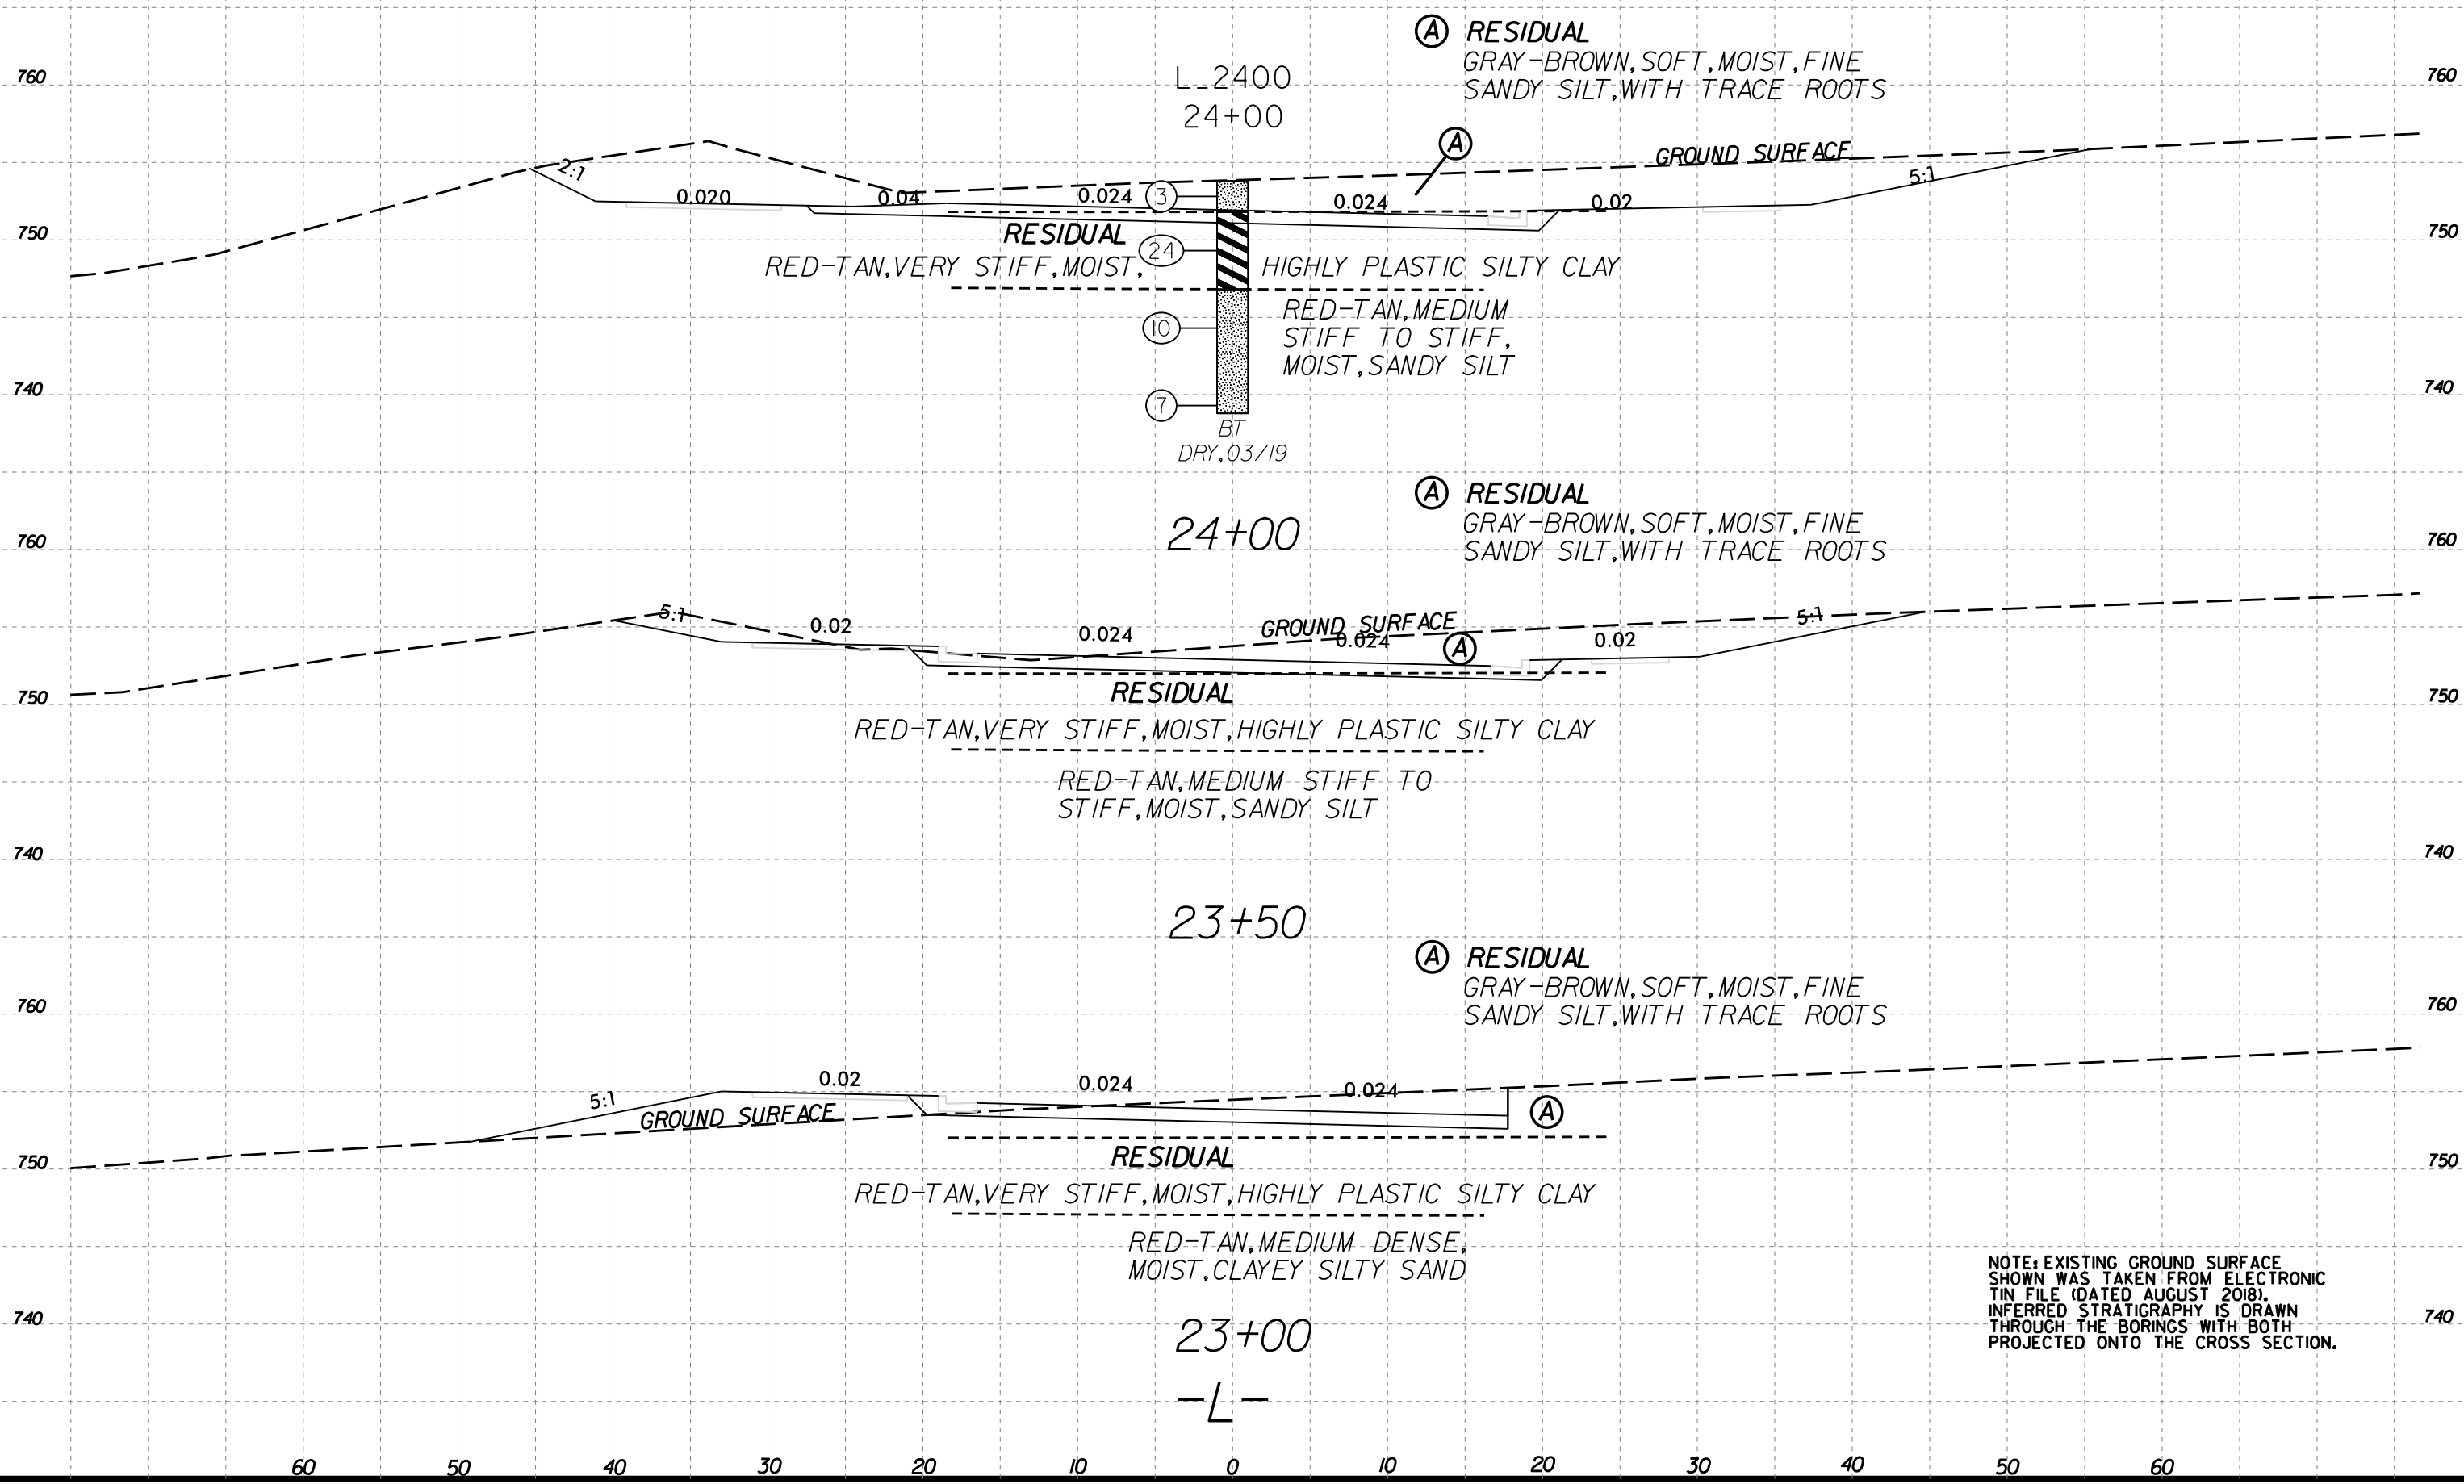 Ⓐ RESIDUAL
GRAY-BROWN, SOFT, MOIST, FINE
SANDY SILT, WITH TRACE ROOTS
L_2400
24+00
760
760
Ⓐ
GROUND SURFACE
2:1
0.020
0.04
0.024
3
0.024
0.02
5:1
750
750
RESIDUAL
24
RED-TAN, VERY STIFF, MOIST, HIGHLY PLASTIC SILTY CLAY
RED-TAN, MEDIUM
STIFF TO STIFF,
MOIST, SANDY SILT
10
740
740
7
BT
DRY, 03/19
24+00
Ⓐ RESIDUAL
GRAY-BROWN, SOFT, MOIST, FINE
SANDY SILT, WITH TRACE ROOTS
760
760
5:1
0.02
0.024
GROUND SURFACE
0.024
Ⓐ
0.02
5:1
750
750
RESIDUAL
RED-TAN, VERY STIFF, MOIST, HIGHLY PLASTIC SILTY CLAY
RED-TAN, MEDIUM STIFF TO
STIFF, MOIST, SANDY SILT
740
740
23+50
Ⓐ RESIDUAL
GRAY-BROWN, SOFT, MOIST, FINE
SANDY SILT, WITH TRACE ROOTS
760
760
5:1
0.02
0.024
0.024
GROUND SURFACE
Ⓐ
750
750
RESIDUAL
RED-TAN, VERY STIFF, MOIST, HIGHLY PLASTIC SILTY CLAY
RED-TAN, MEDIUM DENSE,
MOIST, CLAYEY SILTY SAND
740
740
23+00
-L-
NOTE: EXISTING GROUND SURFACE
SHOWN WAS TAKEN FROM ELECTRONIC
TIN FILE (DATED AUGUST 2018).
INFERRED STRATIGRAPHY IS DRAWN
THROUGH THE BORINGS WITH BOTH
PROJECTED ONTO THE CROSS SECTION.
60 50 40 30 20 10 0 10 20 30 40 50 60